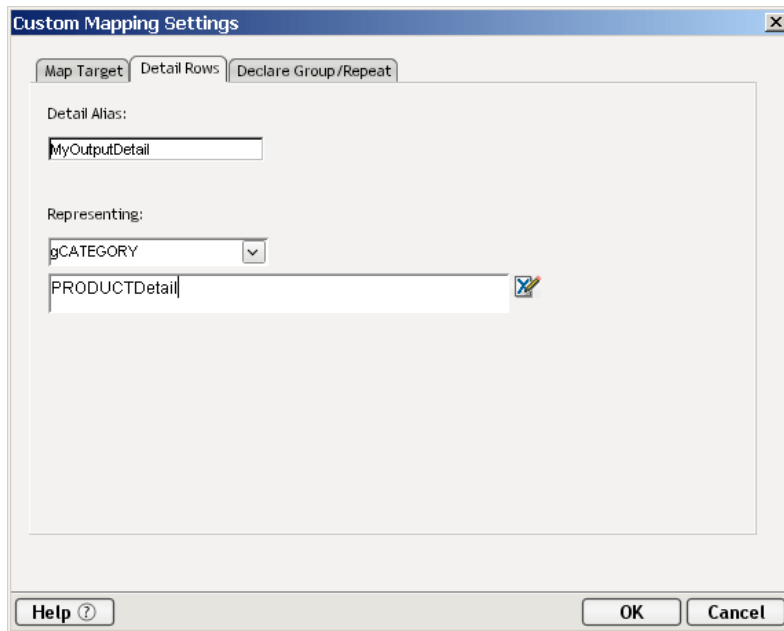 Custom Mapping Settings
Map Target Detail Rows Declare Group/Repeat
Detail Alias:
MyOutputDetail
Representing:
gCATEGORY
PRODUCTDetail
Help ? OK Cancel